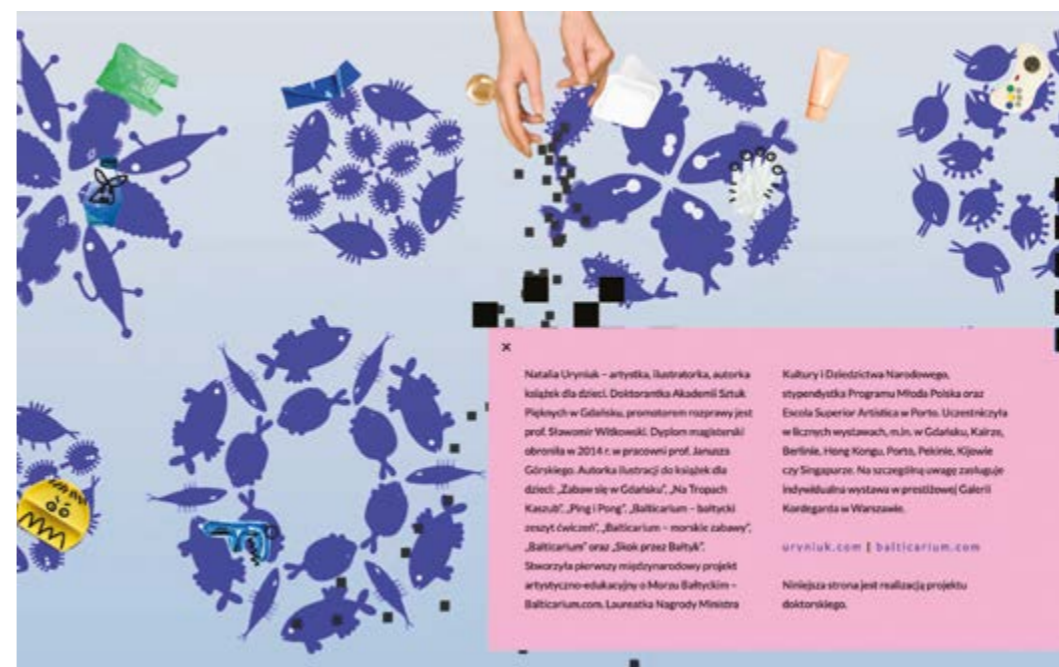 ×
Natalia Uryniuk – artystka, ilustratorka, autorka
książek dla dzieci. Doktorantka Akademii Sztuk
Pięknych w Gdańsku, promotorem rozprawy jest
prof. Sławomir Witkowski. Dyplom magisterski
obroniła w 2014 r. w pracowni prof. Janusza
Górskiego. Autorka ilustracji do książek dla
dzieci: „Zabaw się w Gdańsku”, „Na Tropach
Kaszub”, „Ping i Pong”, „Balticarium – bałtycki
zeszyt ćwiczeń”, „Balticarium – morskie zabawy”,
„Balticarium” oraz „Skok przez Bałtyk”.
Stworzyła pierwszy międzynarodowy projekt
artystyczno-edukacyjny o Morzu Bałtyckim –
Balticarium.com. Laureatka Nagrody Ministra
Kultury i Dziedzictwa Narodowego,
stypendystka Programu Młoda Polska oraz
Escola Superior Artística w Porto. Uczestniczyła
w licznych wystawach, m.in. w Gdańsku, Kairze,
Berlinie, Hong Kongu, Porto, Pekinie, Kijowie
czy Singapurze. Na szczególną uwagę zasługuje
indywidualna wystawa w prestiżowej Galerii
Kordegarda w Warszawie.
uryniuk.com | balticarium.com
Niniejsza strona jest realizacją projektu
doktorskiego.